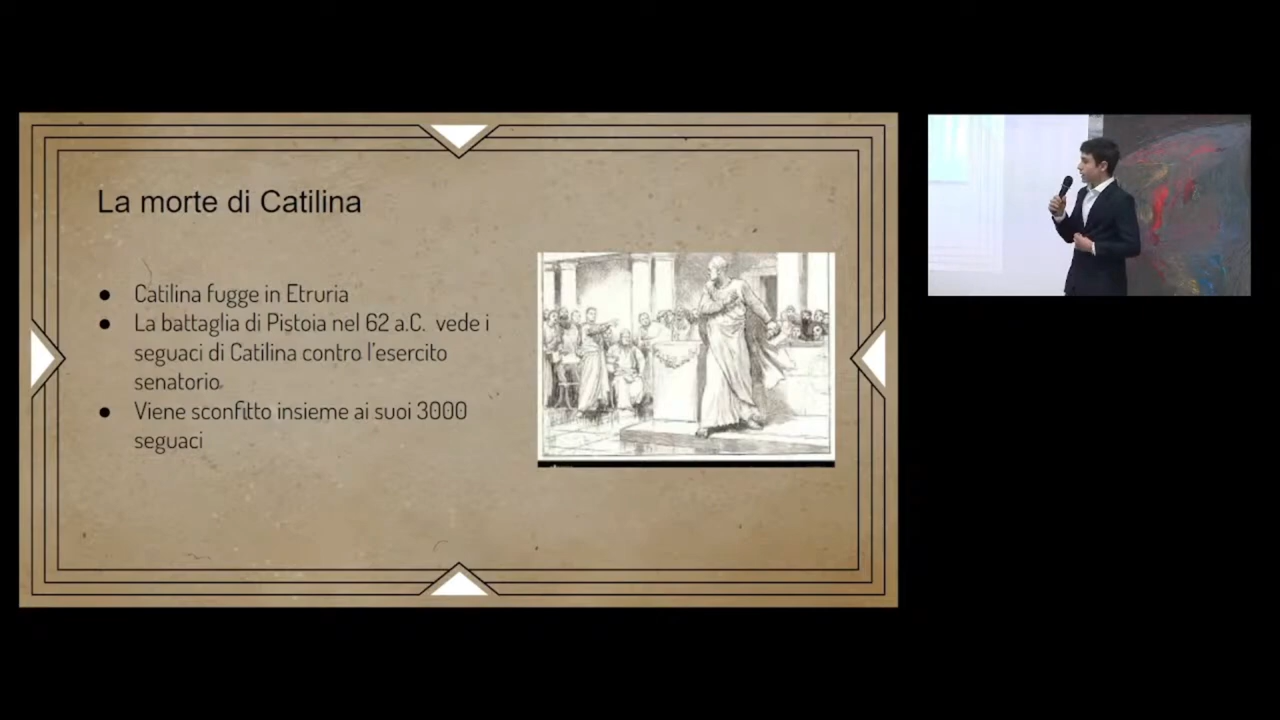 La morte di Catilina
● Catilina fugge in Etruria
● La battaglia di Pistoia nel 62 a.C.  vede i
seguaci di Catilina contro l'esercito
senatorio
● Viene sconfitto insieme ai suoi 3000
seguaci